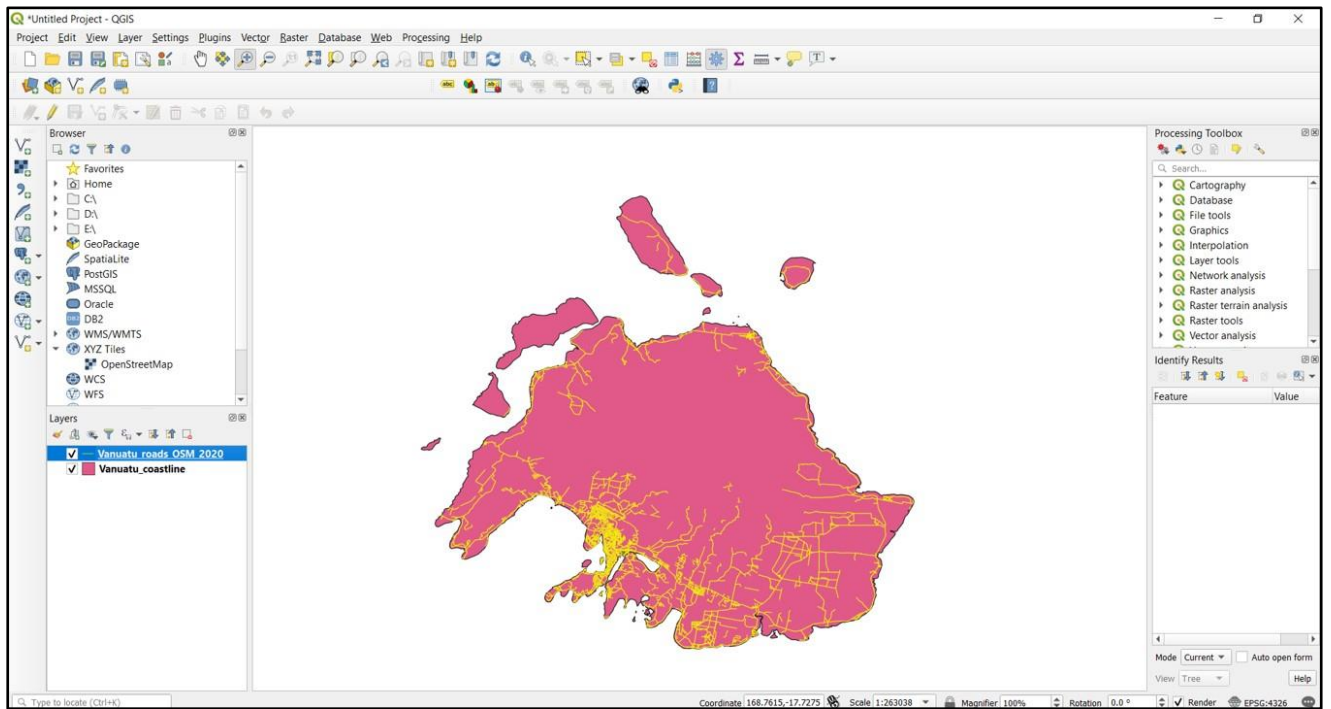 *Untitled Project - QGIS
Project Edit View Layer Settings Plugins Vector Raster Database Web Processing Help
Browser
Favorites
Home
C:\
D:\
E:\
GeoPackage
SpatiaLite
PostGIS
MSSQL
Oracle
DB2
WMS/WMTS
XYZ Tiles
OpenStreetMap
WCS
WFS
Layers
Vanuatu_roads_OSM_2020
Vanuatu_coastline
Processing Toolbox
Search...
Cartography
Database
File tools
Graphics
Interpolation
Layer tools
Network analysis
Raster analysis
Raster terrain analysis
Raster tools
Vector analysis
Identify Results
Feature Value
Mode Current Auto open form
View Tree Help
Type to locate (Ctrl+K) Coordinate 168.7615,-17.7275 Scale 1:263038 Magnifier 100% Rotation 0.0 ° Render EPSG:4326